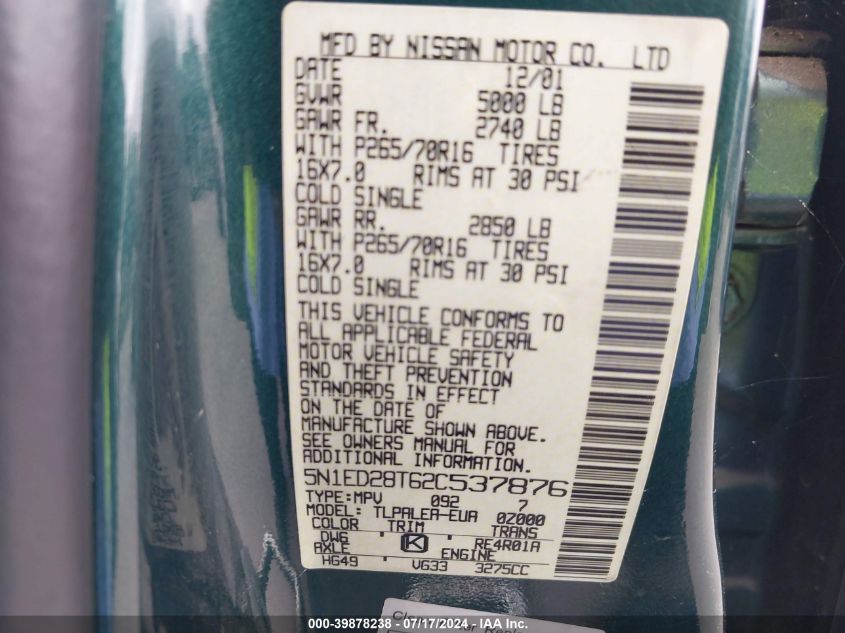 MFD BY NISSAN MOTOR CO. LTD
DATE 12/01
GVWR 5000 LB
GAWR FR. 2740 LB
WITH P265/70R16 TIRES
16X7.0 RIMS AT 30 PSI
COLD SINGLE
GAWR RR. 2850 LB
WITH P265/70R16 TIRES
16X7.0 RIMS AT 30 PSI
COLD SINGLE
THIS VEHICLE CONFORMS TO
ALL APPLICABLE FEDERAL
MOTOR VEHICLE SAFETY
AND THEFT PREVENTION
STANDARDS IN EFFECT
ON THE DATE OF
MANUFACTURE SHOWN ABOVE.
SEE OWNERS MANUAL FOR
ADDITIONAL INFORMATION.
5N1ED28T62C537876
TYPE:MPV 092 7
MODEL: TLPALEA-EUA 0Z000
COLOR TRIM TRANS
DW6 K RE4R01A
AXLE ENGINE
HG49 VG33 3275CC
000-39878238 - 07/17/2024 - IAA Inc.